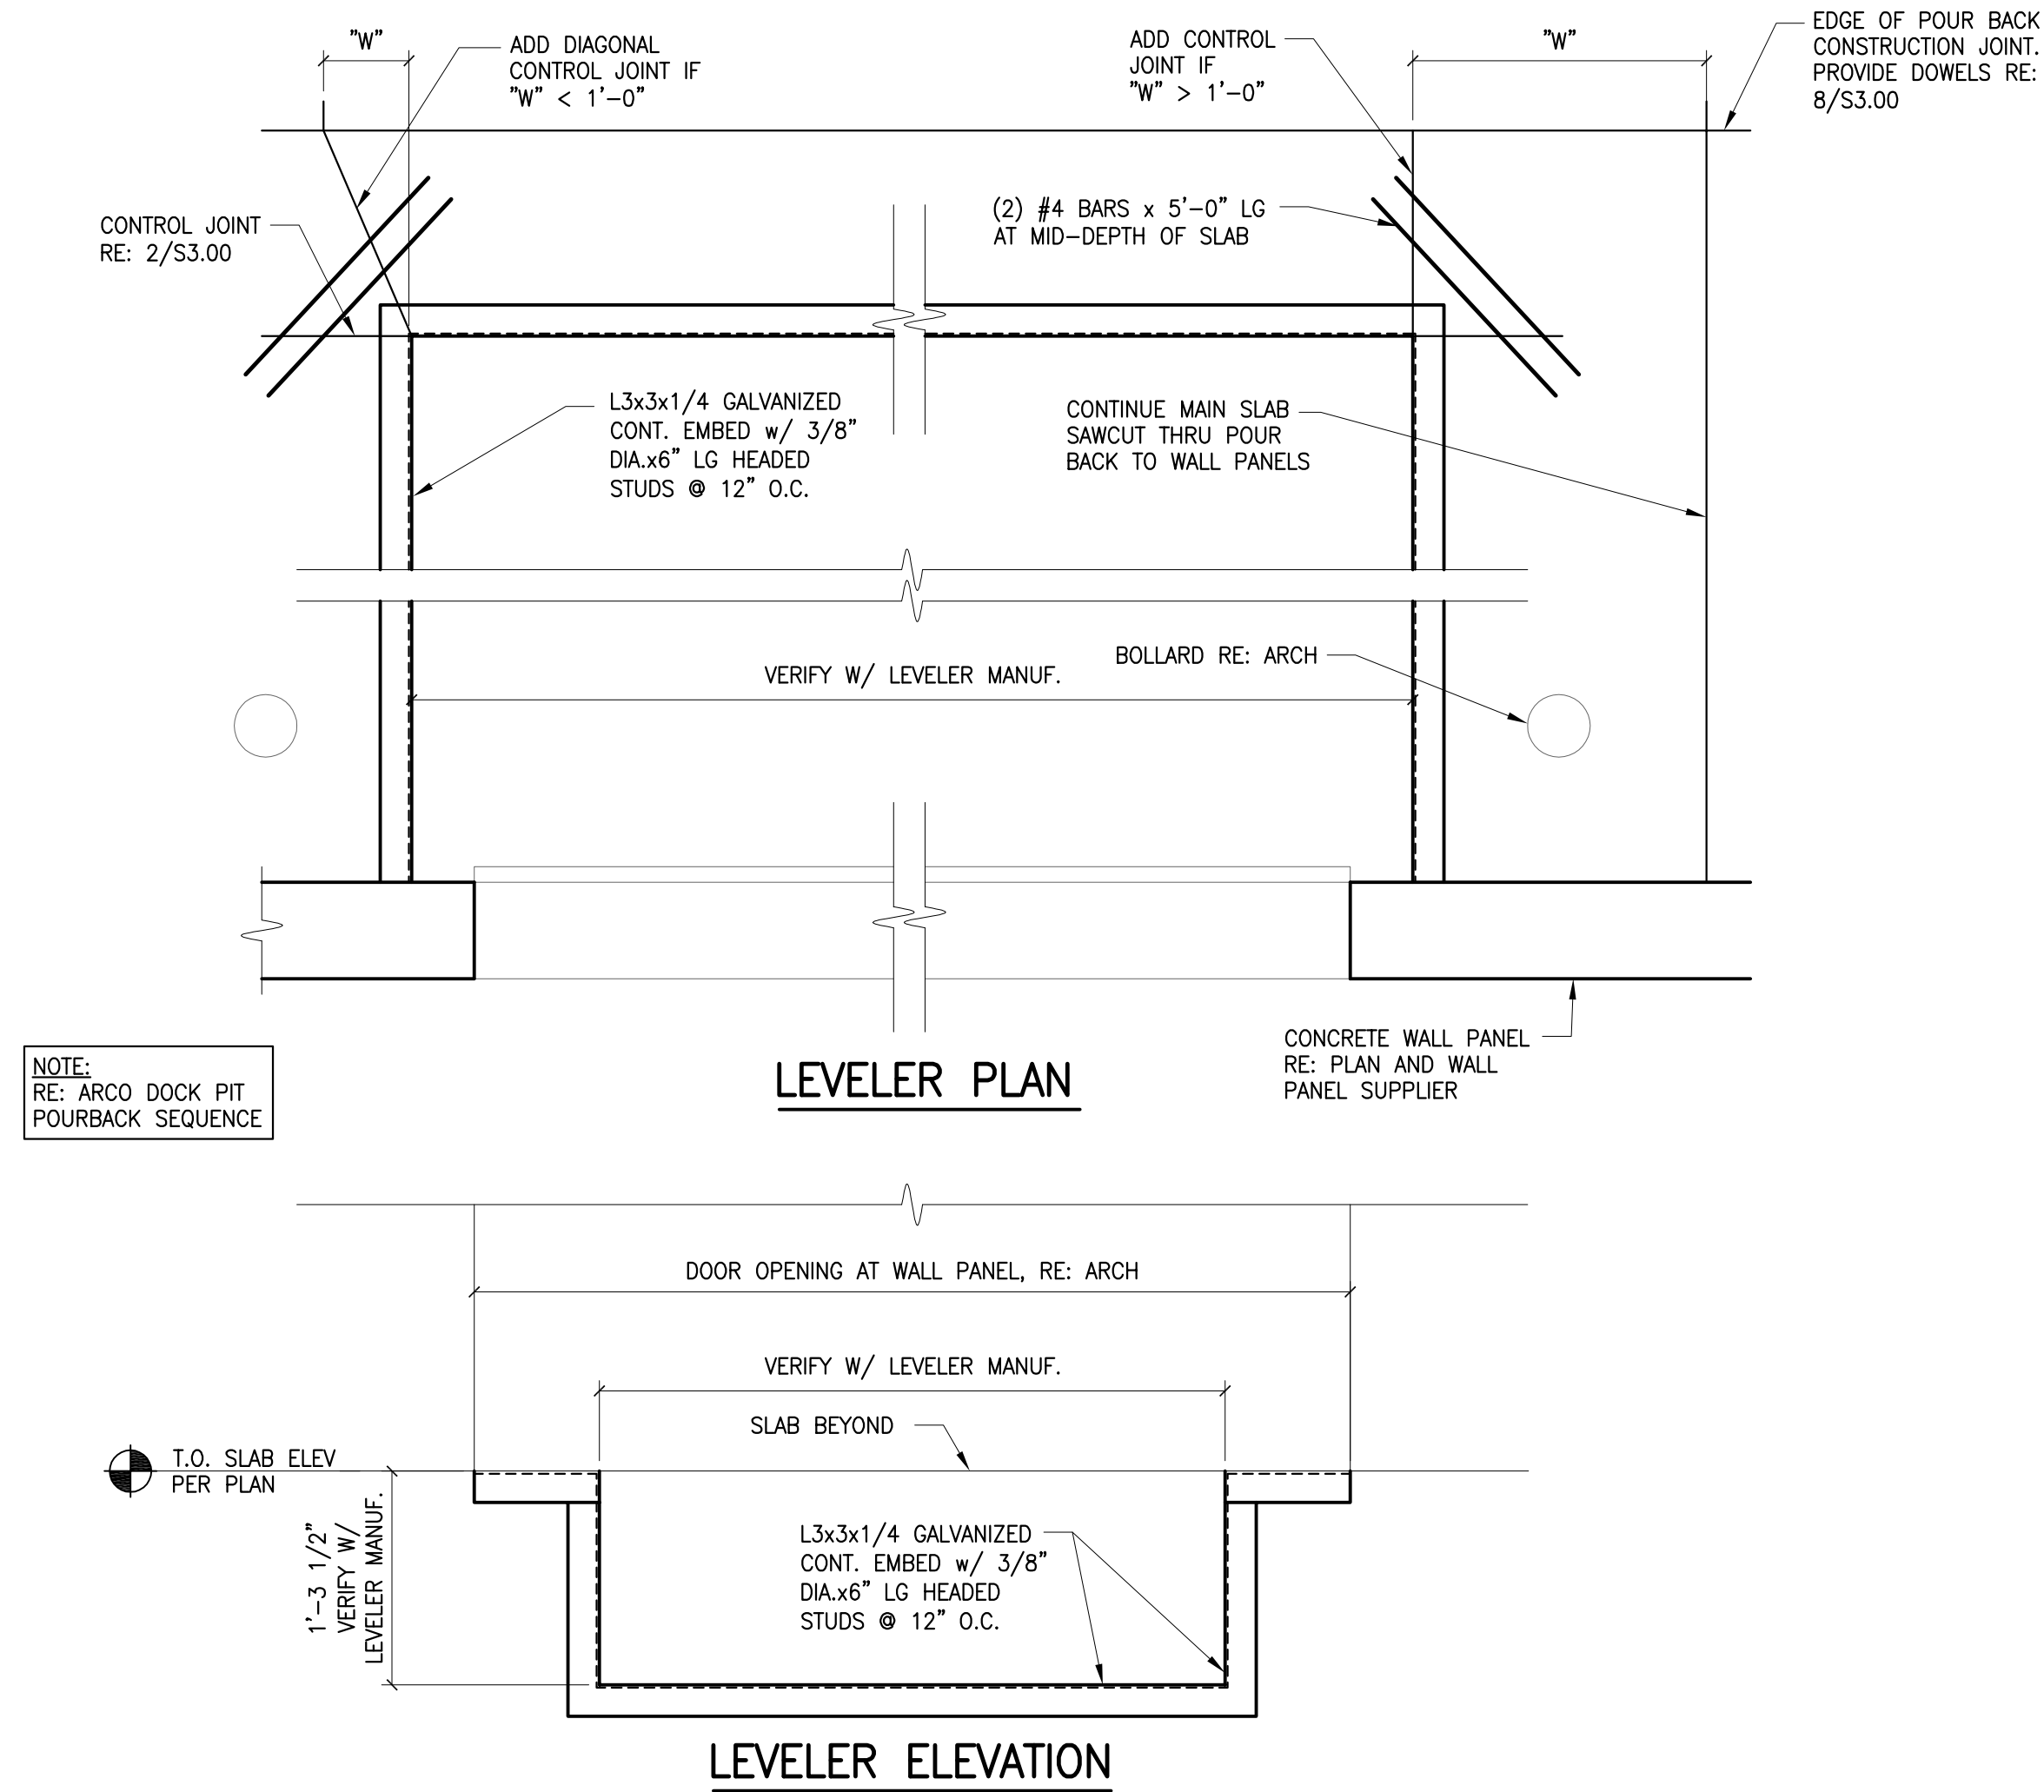 "W"
ADD DIAGONAL
CONTROL JOINT IF
"W" < 1'-0"
ADD CONTROL
JOINT IF
"W" > 1'-0"
"W"
EDGE OF POUR BACK
CONSTRUCTION JOINT.
PROVIDE DOWELS RE:
8/S3.00
CONTROL JOINT
RE: 2/S3.00
(2) #4 BARS x 5'-0" LG
AT MID-DEPTH OF SLAB
L3x3x1/4 GALVANIZED
CONT. EMBED w/ 3/8"
DIA.x6" LG HEADED
STUDS @ 12" O.C.
CONTINUE MAIN SLAB
SAWCUT THRU POUR
BACK TO WALL PANELS
VERIFY W/ LEVELER MANUF.
BOLLARD RE: ARCH
CONCRETE WALL PANEL
RE: PLAN AND WALL
PANEL SUPPLIER
NOTE:
RE: ARCO DOCK PIT
POURBACK SEQUENCE
LEVELER PLAN
DOOR OPENING AT WALL PANEL, RE: ARCH
VERIFY W/ LEVELER MANUF.
SLAB BEYOND
T.O. SLAB ELEV
PER PLAN
1'-3 1/2"
VERIFY W/
LEVELER MANUF.
L3x3x1/4 GALVANIZED
CONT. EMBED w/ 3/8"
DIA.x6" LG HEADED
STUDS @ 12" O.C.
LEVELER ELEVATION